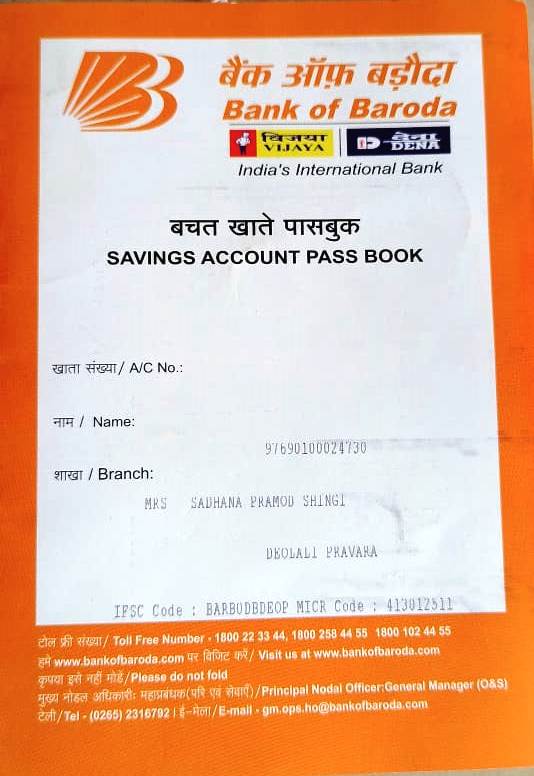 बैंक ऑफ़ बड़ौदा
Bank of Baroda
विजया
VIJAYA
देना
DENA
India's International Bank
बचत खाते पासबुक
SAVINGS ACCOUNT PASS BOOK
खाता संख्या/ A/C No.:
नाम / Name:
97690100024730
शाखा / Branch:
MRS SADHANA PRAMOD SHINGI
DEOLALI PRAVARA
IFSC Code : BARB0DBDEOP MICR Code : 413012511
टोल फ्री संख्या/ Toll Free Number - 1800 22 33 44, 1800 258 44 55 1800 102 44 55
हमे www.bankofbaroda.com पर विजिट करें/ Visit us at www.bankofbaroda.com
कृपया इसे नहीं मोड़ें/Please do not fold
मुख्य नोडल अधिकारीः महाप्रबंधक(परि एवं सेवाएँ)/Principal Nodal Officer:General Manager (O&S)
टेली/Tel - (0265) 2316792 | ई-मेल/E-mail - gm.ops.ho@bankofbaroda.com